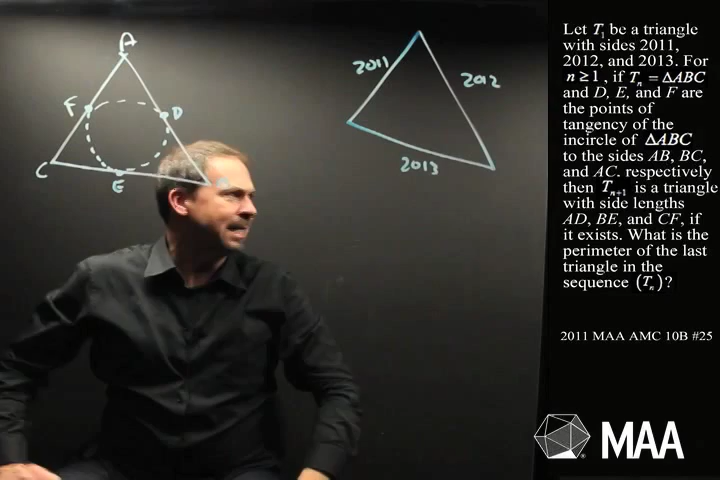 A
F
D
C
E
2011
2012
2013
Let T₁ be a triangle
with sides 2011,
2012, and 2013. For
n ≥ 1, if Tₙ = ΔABC
and D, E, and F are
the points of
tangency of the
incircle of ΔABC
to the sides AB, BC,
and AC. respectively
then Tₙ₊₁ is a triangle
with side lengths
AD, BE, and CF, if
it exists. What is the
perimeter of the last
triangle in the
sequence (Tₙ)?
2011 MAA AMC 10B #25
MAA